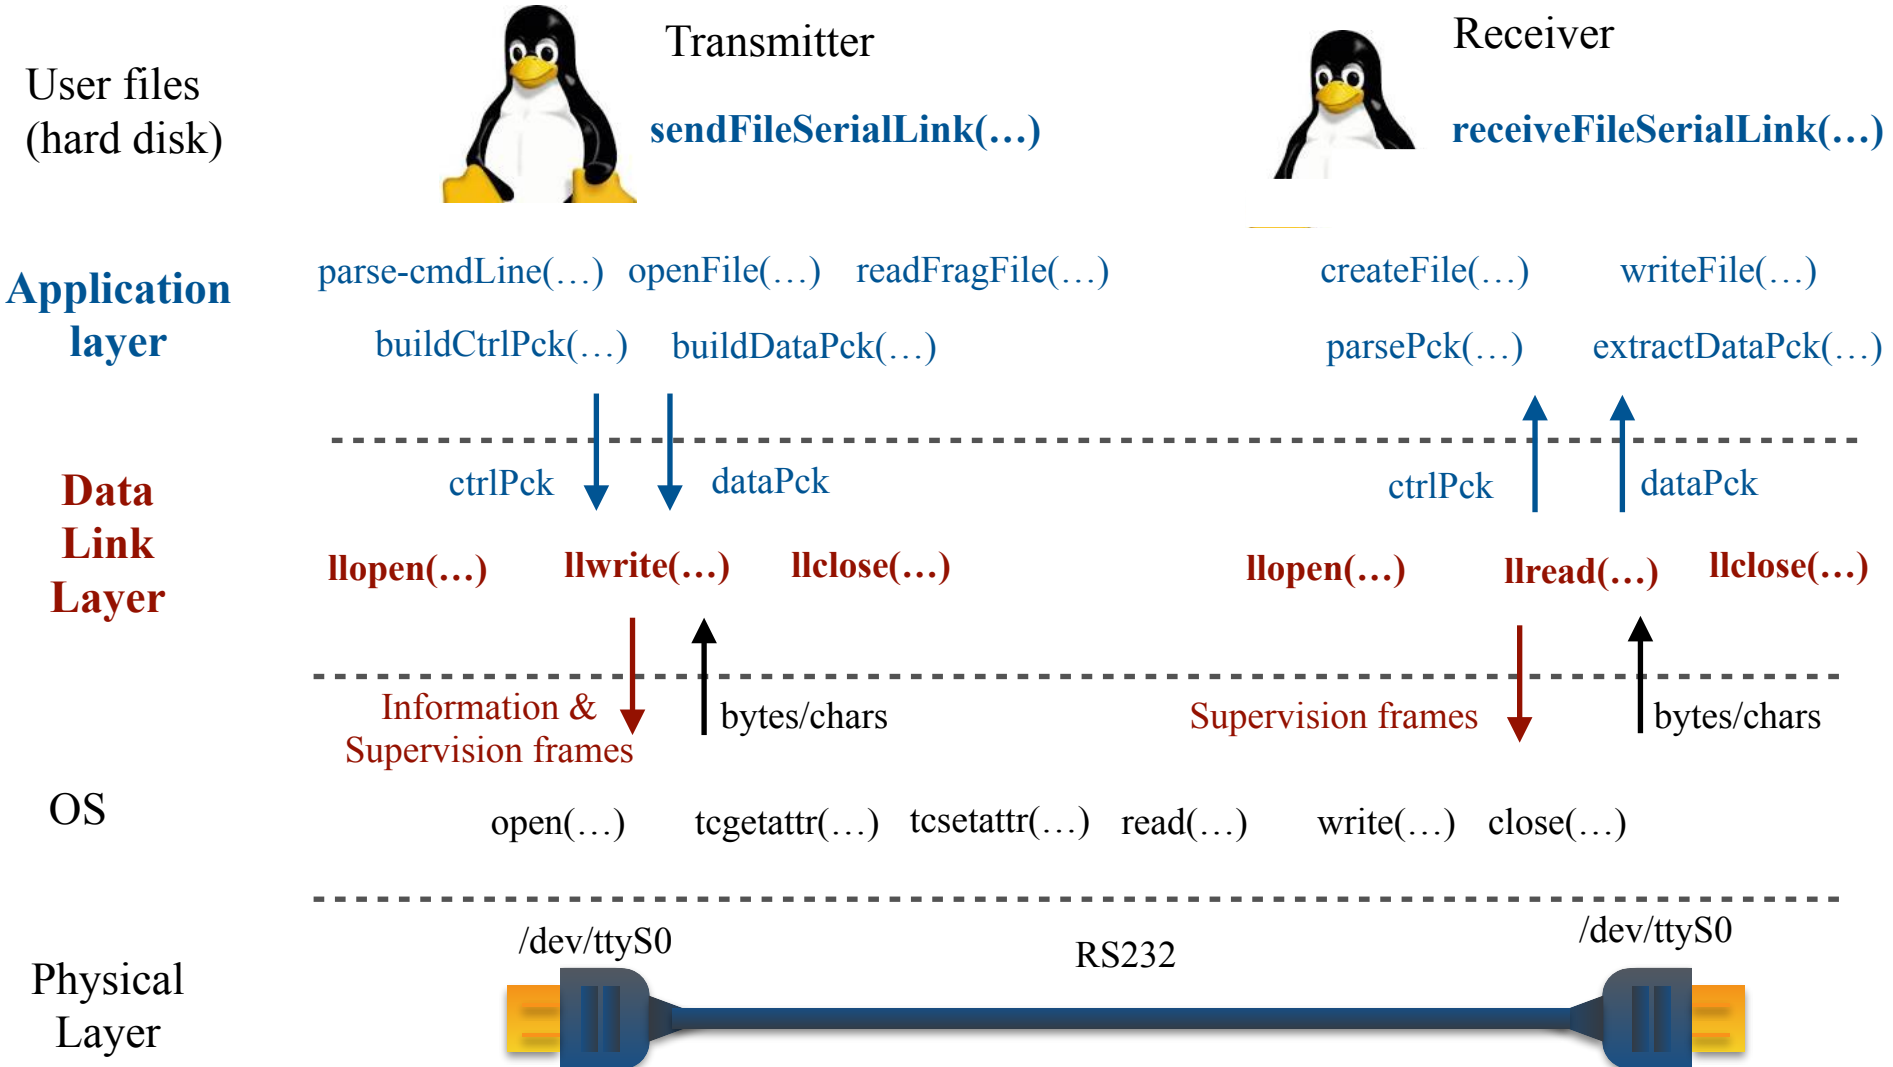 Transmitter
Receiver
User files
(hard disk)
sendFileSerialLink(…)
receiveFileSerialLink(…)
Application
layer
parse-cmdLine(…) openFile(…) readFragFile(…)
createFile(…) writeFile(…)
buildCtrlPck(…) buildDataPck(…)
parsePck(…) extractDataPck(…)
ctrlPck dataPck
ctrlPck dataPck
Data
Link
Layer
llopen(…) llwrite(…) llclose(…)
llopen(…) llread(…) llclose(…)
Information &
Supervision frames
bytes/chars
Supervision frames
bytes/chars
OS
open(…) tcgetattr(…) tcsetattr(…) read(…) write(…) close(…)
/dev/ttyS0
RS232
/dev/ttyS0
Physical
Layer